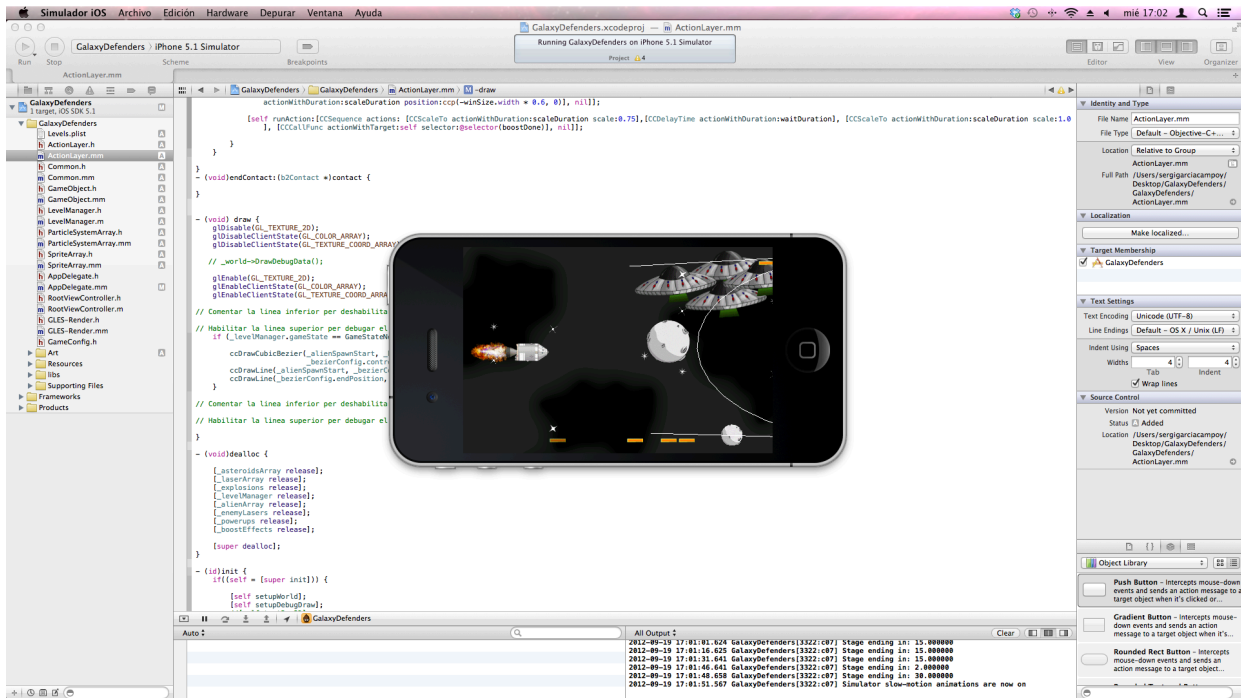 Simulador iOS Archivo Edición Hardware Depurar Ventana Ayuda mié 17:02
GalaxyDefenders.xcodeproj — m ActionLayer.mm
GalaxyDefenders iPhone 5.1 Simulator
Running GalaxyDefenders on iPhone 5.1 Simulator
Project 4
Run Stop Scheme Breakpoints Editor View Organizer
ActionLayer.mm
GalaxyDefenders GalaxyDefenders ActionLayer.mm M -draw
GalaxyDefenders
1 target, iOS SDK 5.1
GalaxyDefenders
Levels.plist A
h ActionLayer.h A
m ActionLayer.mm A
h Common.h A
m Common.mm A
h GameObject.h A
m GameObject.mm A
h LevelManager.h A
m LevelManager.m A
h ParticleSystemArray.h A
m ParticleSystemArray.mm A
h SpriteArray.h A
m SpriteArray.mm A
h AppDelegate.h
m AppDelegate.mm M
h RootViewController.h
m RootViewController.m
h GLES-Render.h
m GLES-Render.mm
h GameConfig.h
Art A
Resources
libs
Supporting Files
Frameworks
Products
actionWithDuration:scaleDuration position:ccp(-winSize.width * 0.6, 0)], nil]];
[self runAction:[CCSequence actions: [CCScaleTo actionWithDuration:scaleDuration scale:0.75],[CCDelayTime actionWithDuration:waitDuration], [CCScaleTo actionWithDuration:scaleDuration scale:1.0
], [CCCallFunc actionWithTarget:self selector:@selector(boostDone)], nil]];
}
}
}
- (void)endContact:(b2Contact *)contact {
}
- (void) draw {
glDisable(GL_TEXTURE_2D);
glDisableClientState(GL_COLOR_ARRAY);
glDisableClientState(GL_TEXTURE_COORD_ARRAY)
// _world->DrawDebugData();
glEnable(GL_TEXTURE_2D);
glEnableClientState(GL_COLOR_ARRAY);
glEnableClientState(GL_TEXTURE_COORD_ARRA
// Comentar la linea inferior per deshabilita
// Habilitar la linea superior per debugar el
if (_levelManager.gameState == GameStateNo
ccDrawCubicBezier(_alienSpawnStart, _
_bezierConfig.contro
ccDrawLine(_alienSpawnStart, _bezierCo
ccDrawLine(_bezierConfig.endPosition,
}
// Comentar la linea inferior per deshabilita
// Habilitar la linea superior per debugar el
}
- (void)dealloc {
[_asteroidsArray release];
[_laserArray release];
[_explosions release];
[_levelManager release];
[_alienArray release];
[_enemyLasers release];
[_powerups release];
[_boostEffects release];
[super dealloc];
}
- (id)init {
if((self = [super init])) {
[self setupWorld];
[self setupDebugDraw];
GalaxyDefenders
Auto All Output Clear
2012-09-19 17:01:01.624 GalaxyDefenders[3322:c07] Stage ending in: 15.000000
2012-09-19 17:01:16.625 GalaxyDefenders[3322:c07] Stage ending in: 15.000000
2012-09-19 17:01:31.641 GalaxyDefenders[3322:c07] Stage ending in: 15.000000
2012-09-19 17:01:46.641 GalaxyDefenders[3322:c07] Stage ending in: 2.000000
2012-09-19 17:01:48.658 GalaxyDefenders[3322:c07] Stage ending in: 30.000000
2012-09-19 17:01:51.567 GalaxyDefenders[3322:c07] Simulator slow-motion animations are now on
Identity and Type
File Name ActionLayer.mm
File Type Default - Objective-C+...
Location Relative to Group
ActionLayer.mm
Full Path /Users/sergigarciacampoy/
Desktop/GalaxyDefenders/
GalaxyDefenders/
ActionLayer.mm
Localization
Make localized...
Target Membership
GalaxyDefenders
Text Settings
Text Encoding Unicode (UTF-8)
Line Endings Default - OS X / Unix (LF)
Indent Using Spaces
Widths 4 4
Tab Indent
Wrap lines
Source Control
Version Not yet committed
Status A Added
Location /Users/sergigarciacampoy/
Desktop/GalaxyDefenders/
GalaxyDefenders/
ActionLayer.mm
Object Library
Push Button - Intercepts mouse-down
events and sends an action message to a
target object when it's clicked or...
Gradient Button - Intercepts mouse-
down events and sends an action
message to a target object when it's...
Rounded Rect Button - Intercepts
mouse-down events and sends an
action message to a target object...